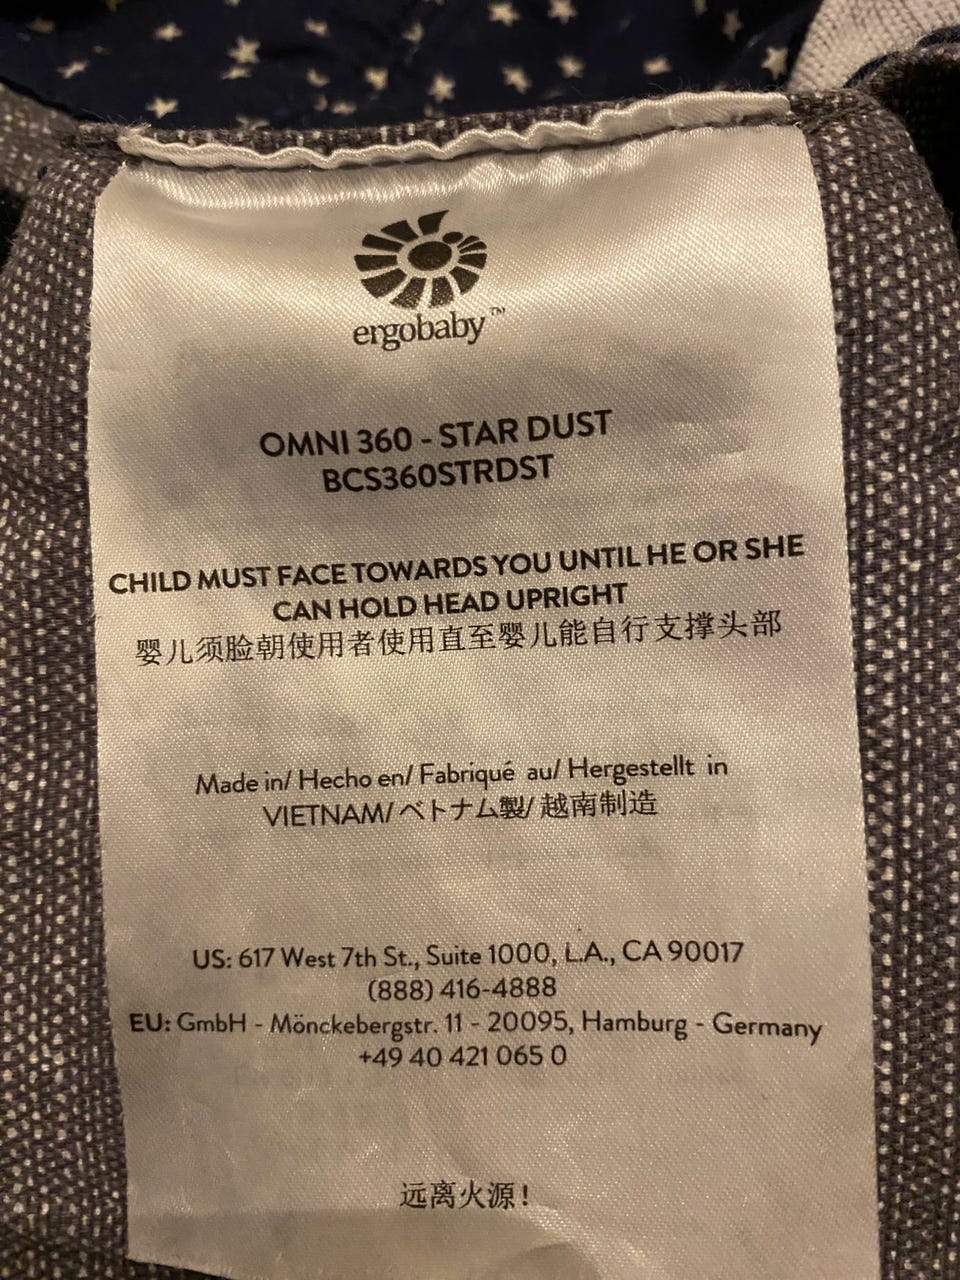 ergobaby™
OMNI 360 - STAR DUST
BCS360STRDST
CHILD MUST FACE TOWARDS YOU UNTIL HE OR SHE
CAN HOLD HEAD UPRIGHT
婴儿须脸朝使用者使用直至婴儿能自行支撑头部
Made in/ Hecho en/ Fabriqué au/ Hergestellt in
VIETNAM/ ベトナム製/ 越南制造
US: 617 West 7th St., Suite 1000, L.A., CA 90017
(888) 416-4888
EU: GmbH - Mönckebergstr. 11 - 20095, Hamburg - Germany
+49 40 421 065 0
远离火源!